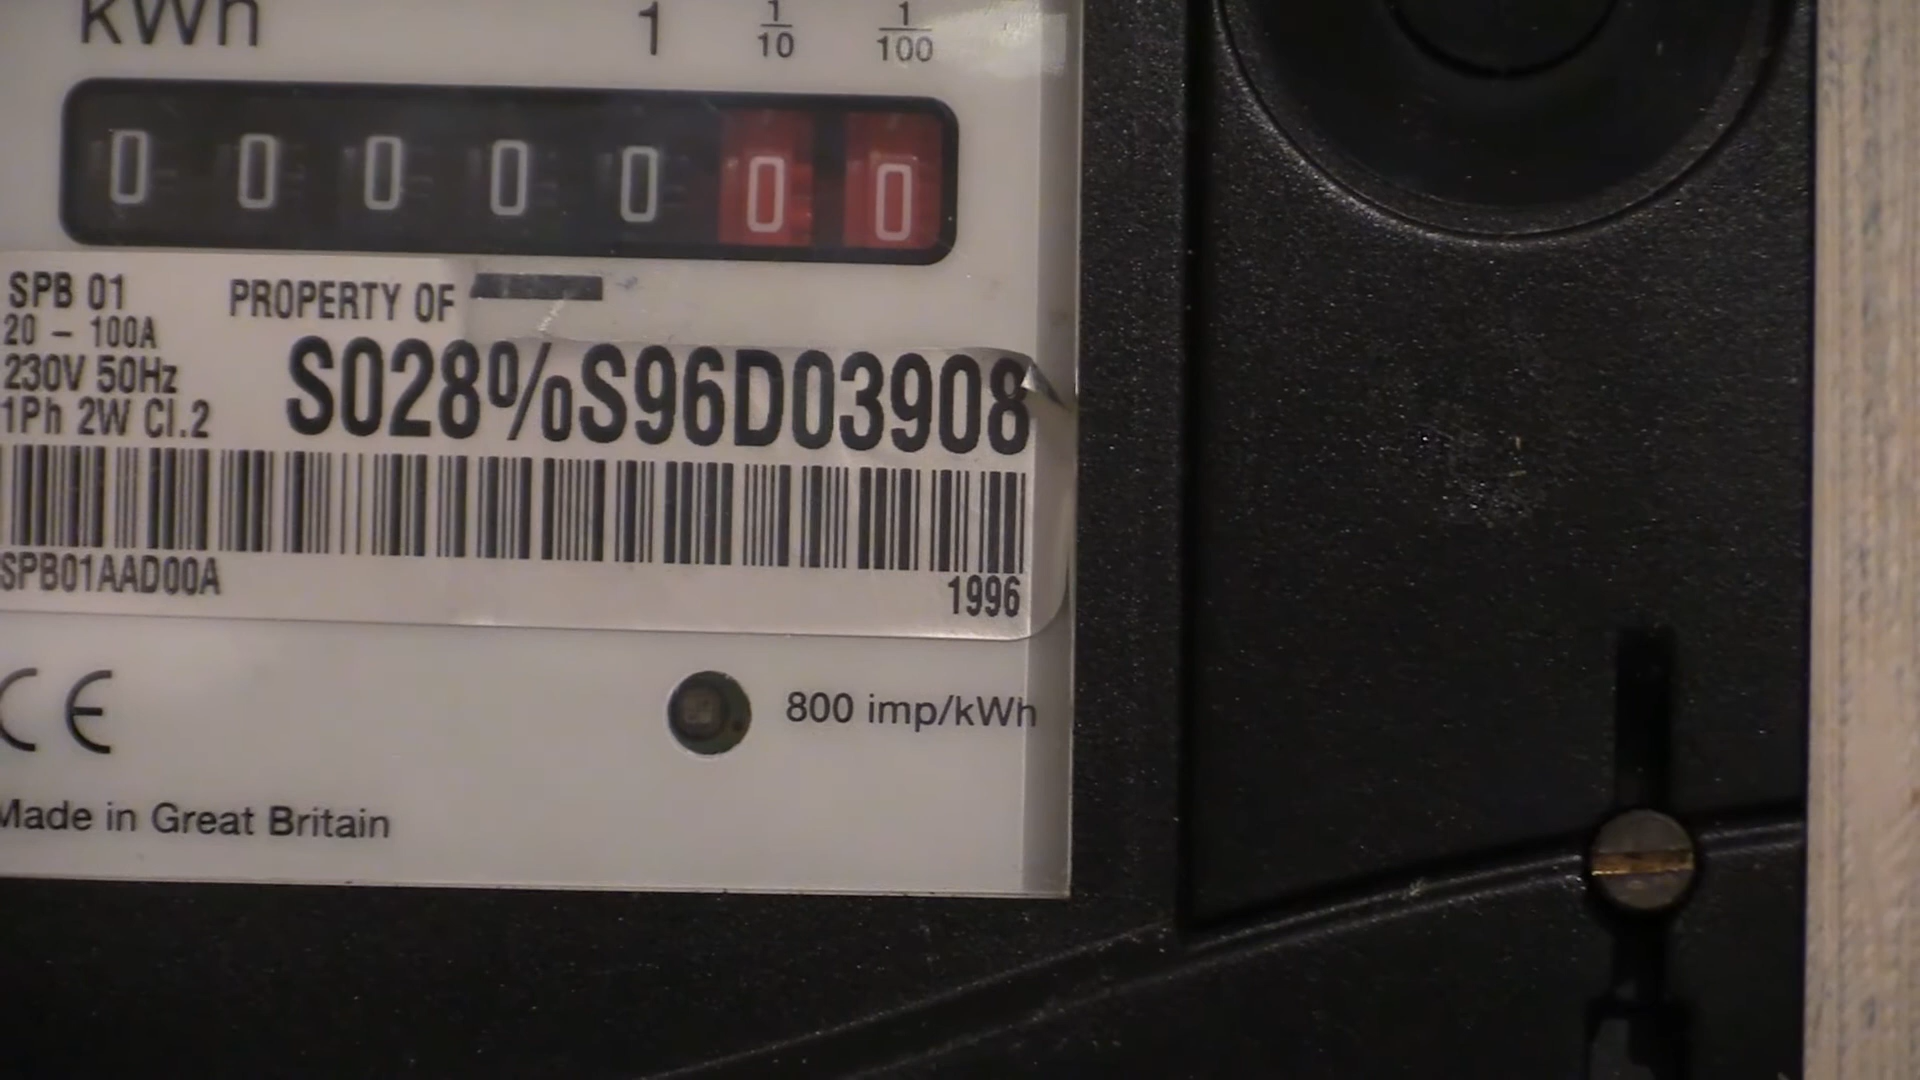 kWh 1 1/10 1/100
0 0 0 0 0 0 0
SPB 01 PROPERTY OF
20 – 100A
230V 50Hz
1Ph 2W Cl.2
S028%S96D03908
SPB01AAD00A 1996
CE
800 imp/kWh
Made in Great Britain